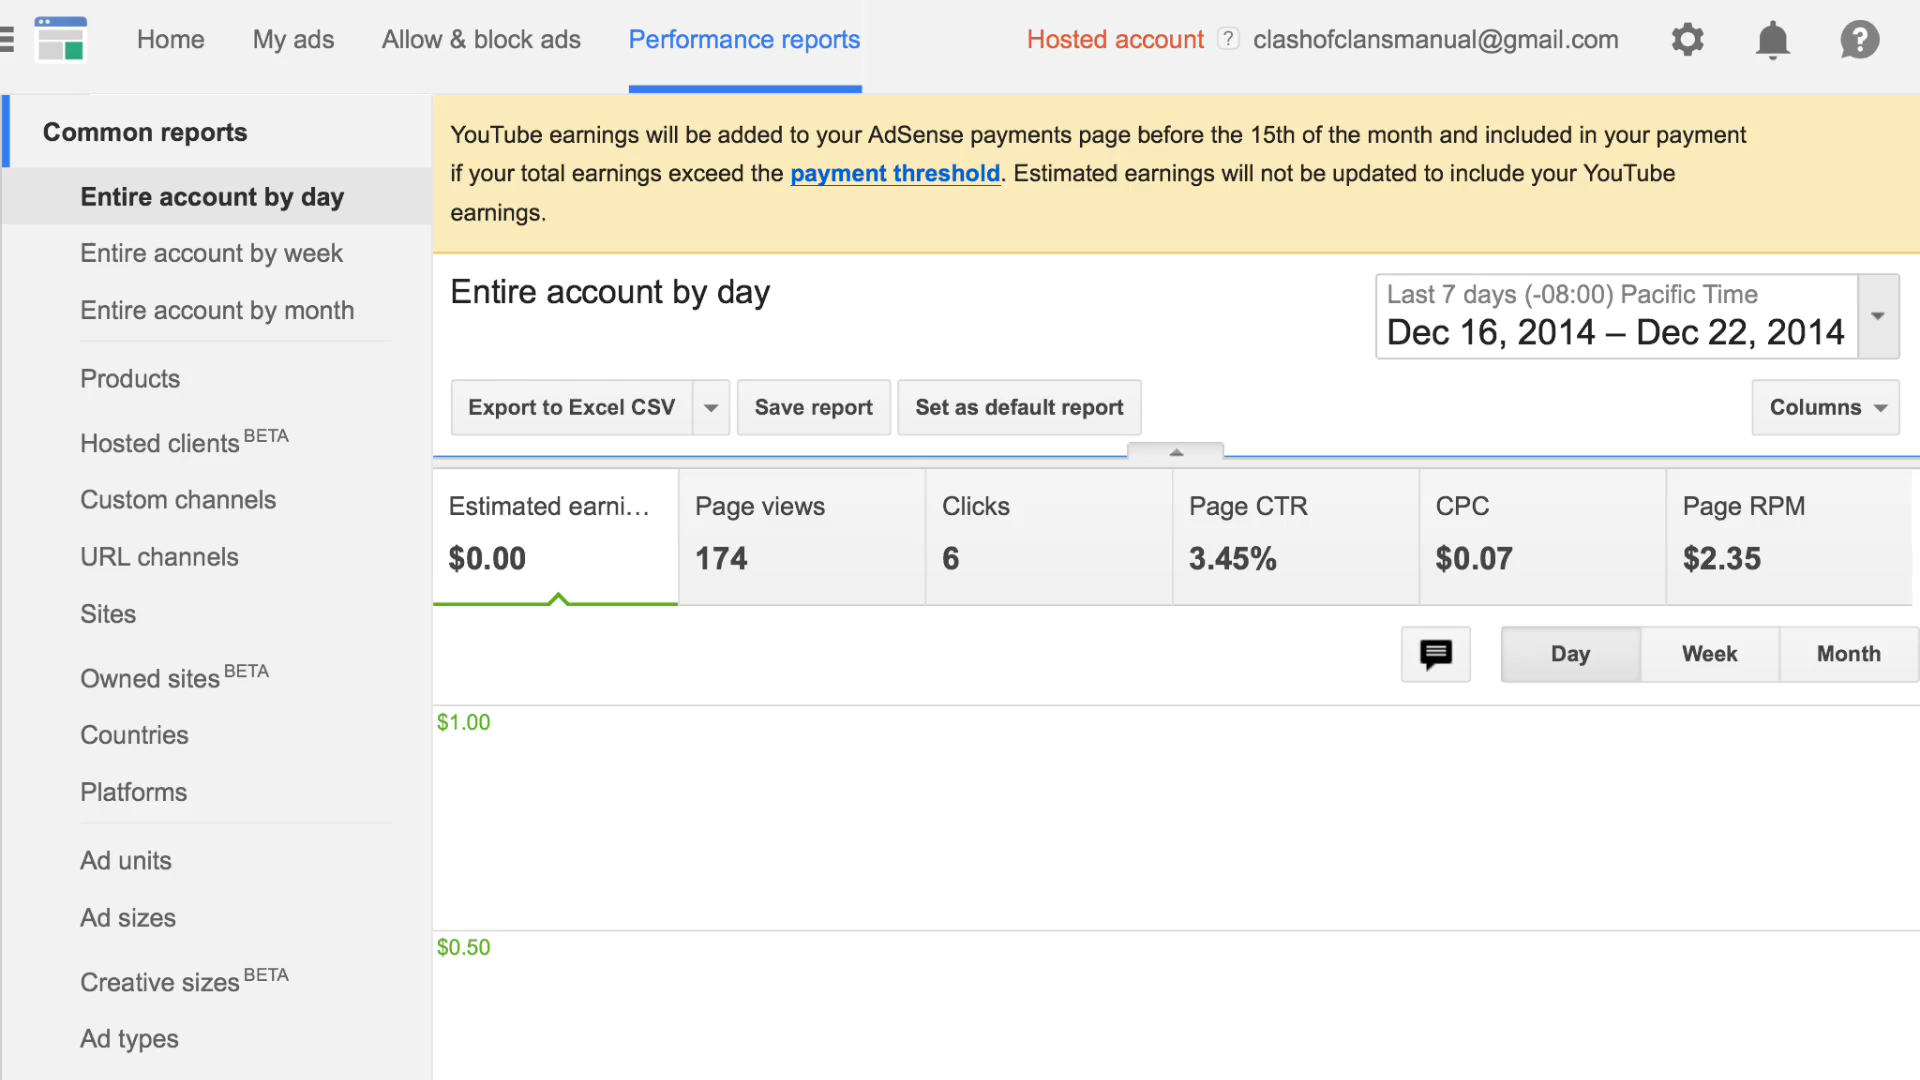 Home My ads Allow & block ads Performance reports Hosted account ? clashofclansmanual@gmail.com ?
Common reports
Entire account by day
Entire account by week
Entire account by month
Products
Hosted clients BETA
Custom channels
URL channels
Sites
Owned sites BETA
Countries
Platforms
Ad units
Ad sizes
Creative sizes BETA
Ad types
YouTube earnings will be added to your AdSense payments page before the 15th of the month and included in your payment
if your total earnings exceed the payment threshold. Estimated earnings will not be updated to include your YouTube
earnings.
Entire account by day
Last 7 days (-08:00) Pacific Time
Dec 16, 2014 – Dec 22, 2014
Export to Excel CSV Save report Set as default report Columns
Estimated earni... Page views Clicks Page CTR CPC Page RPM
$0.00 174 6 3.45% $0.07 $2.35
Day Week Month
$1.00
$0.50